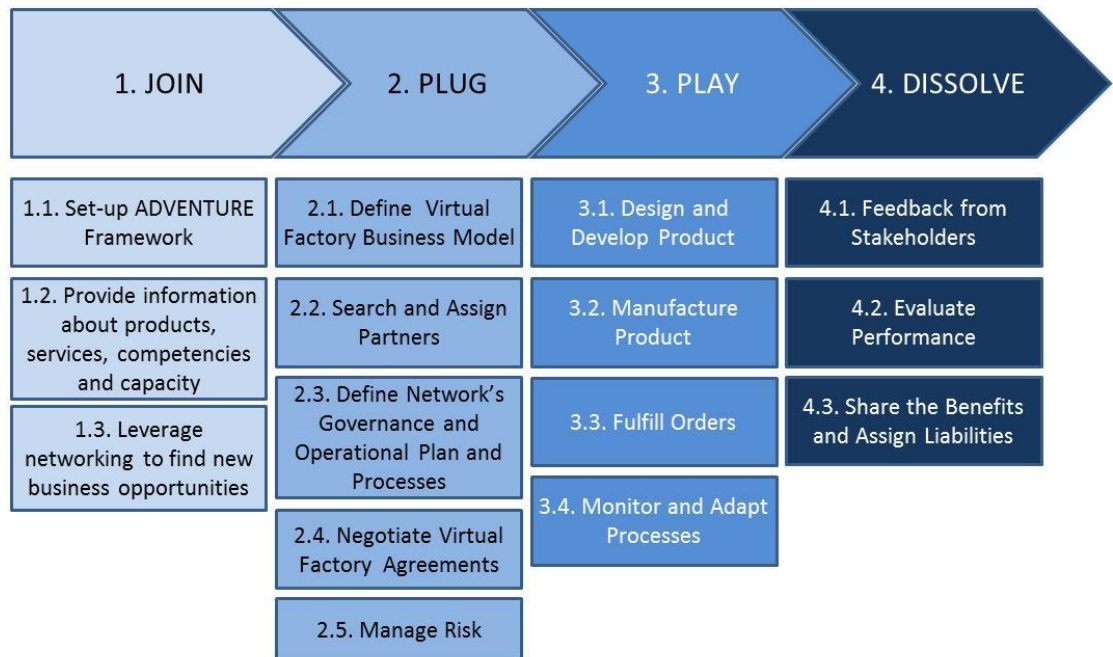 1. JOIN
2. PLUG
3. PLAY
4. DISSOLVE
1.1. Set-up ADVENTURE
Framework
1.2. Provide information
about products,
services, competencies
and capacity
1.3. Leverage
networking to find new
business opportunities
2.1. Define Virtual
Factory Business Model
2.2. Search and Assign
Partners
2.3. Define Network’s
Governance and
Operational Plan and
Processes
2.4. Negotiate Virtual
Factory Agreements
2.5. Manage Risk
3.1. Design and
Develop Product
3.2. Manufacture
Product
3.3. Fulfill Orders
3.4. Monitor and Adapt
Processes
4.1. Feedback from
Stakeholders
4.2. Evaluate
Performance
4.3. Share the Benefits
and Assign Liabilities